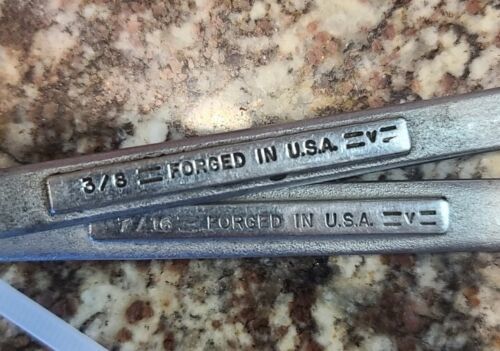 3/8 = FORGED IN U.S.A. =V=
7/16 = FORGED IN U.S.A. =V=